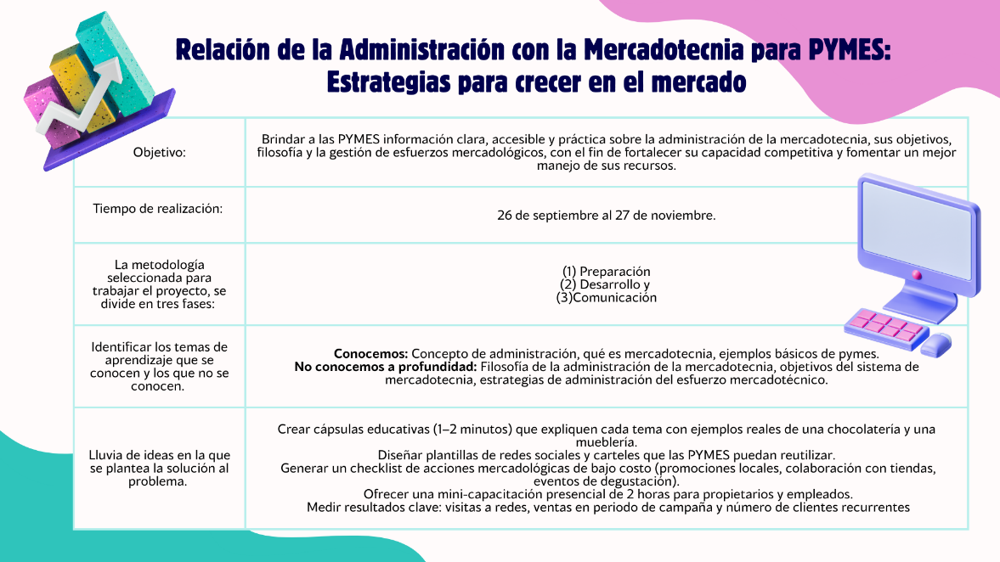 Relación de la Administración con la Mercadotecnia para PYMES:
Estrategias para crecer en el mercado
Objetivo:
Brindar a las PYMES información clara, accesible y práctica sobre la administración de la mercadotecnia, sus objetivos,
filosofía y la gestión de esfuerzos mercadológicos, con el fin de fortalecer su capacidad competitiva y fomentar un mejor
manejo de sus recursos.
Tiempo de realización:
26 de septiembre al 27 de noviembre.
La metodología
seleccionada para
trabajar el proyecto, se
divide en tres fases:
(1) Preparación
(2) Desarrollo y
(3)Comunicación
Identificar los temas de
aprendizaje que se
conocen y los que no se
conocen.
Conocemos: Concepto de administración, qué es mercadotecnia, ejemplos básicos de pymes.
No conocemos a profundidad: Filosofía de la administración de la mercadotecnia, objetivos del sistema de
mercadotecnia, estrategias de administración del esfuerzo mercadotécnico.
Lluvia de ideas en la que
se plantea la solución al
problema.
Crear cápsulas educativas (1–2 minutos) que expliquen cada tema con ejemplos reales de una chocolatería y una
mueblería.
Diseñar plantillas de redes sociales y carteles que las PYMES puedan reutilizar.
Generar un checklist de acciones mercadológicas de bajo costo (promociones locales, colaboración con tiendas,
eventos de degustación).
Ofrecer una mini-capacitación presencial de 2 horas para propietarios y empleados.
Medir resultados clave: visitas a redes, ventas en periodo de campaña y número de clientes recurrentes